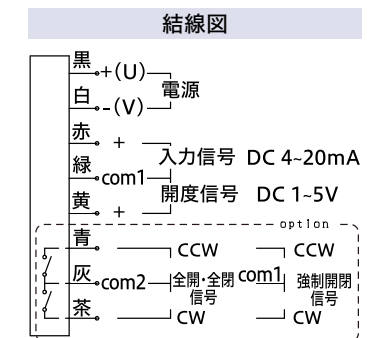 結線図
黒 +(U)
電源
白 -(V)
赤 +
入力信号 DC 4~20mA
緑 com1
開度信号 DC 1~5V
黄 +
option
青 CCW CCW
灰 com2 全開・全閉信号 com1 強制開閉信号
茶 CW CW